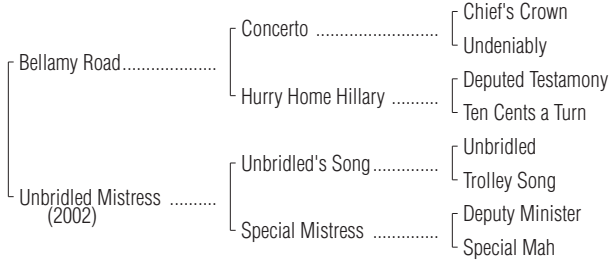 Chief's Crown
Concerto ..........................
Undeniably
Bellamy Road....................
Deputed Testamony
Hurry Home Hillary ..........
Ten Cents a Turn
Unbridled
Unbridled's Song..............
Trolley Song
Unbridled Mistress ..........
(2002)
Deputy Minister
Special Mistress ..............
Special Mah